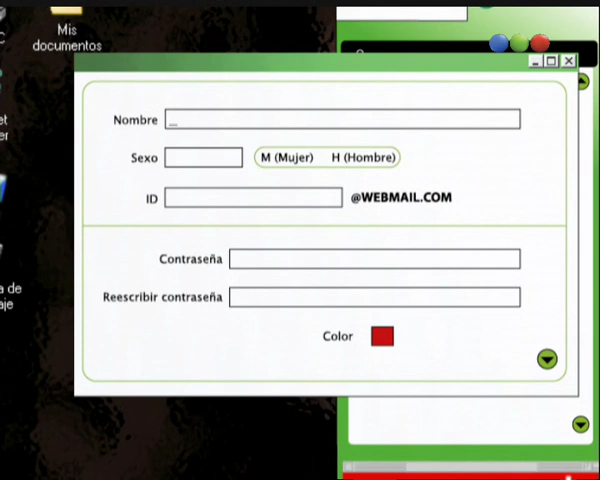 Mis
documentos
Nombre _
Sexo M (Mujer) H (Hombre)
ID @WEBMAIL.COM
Contraseña
Reescribir contraseña
Color